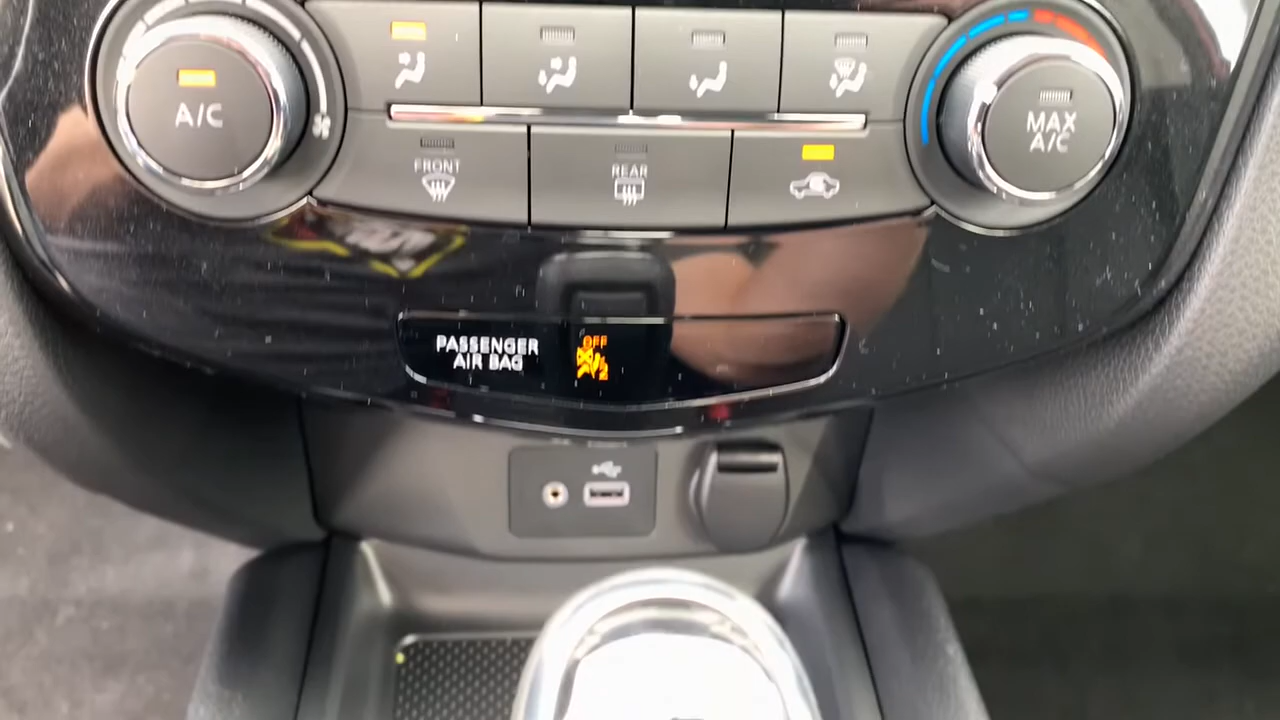 A/C
MAX
A/C
FRONT
REAR
PASSENGER
AIR BAG
OFF